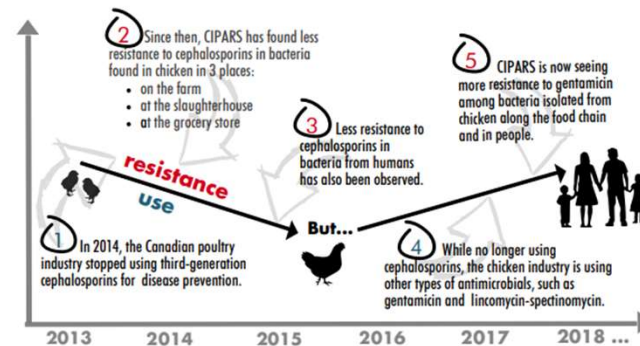 2 Since then, CIPARS has found less
resistance to cephalosporins in bacteria
found in chicken in 3 places:
• on the farm
• at the slaughterhouse
• at the grocery store
5 CIPARS is now seeing
more resistance to gentamicin
among bacteria isolated from
chicken along the food chain
and in people.
3 Less resistance to
cephalosporins in
bacteria from humans
has also been observed.
resistance
use
But...
1 In 2014, the Canadian poultry
industry stopped using third-generation
cephalosporins for disease prevention.
4 While no longer using
cephalosporins, the chicken industry is using
other types of antimicrobials, such as
gentamicin and lincomycin-spectinomycin.
2013 2014 2015 2016 2017 2018 ...